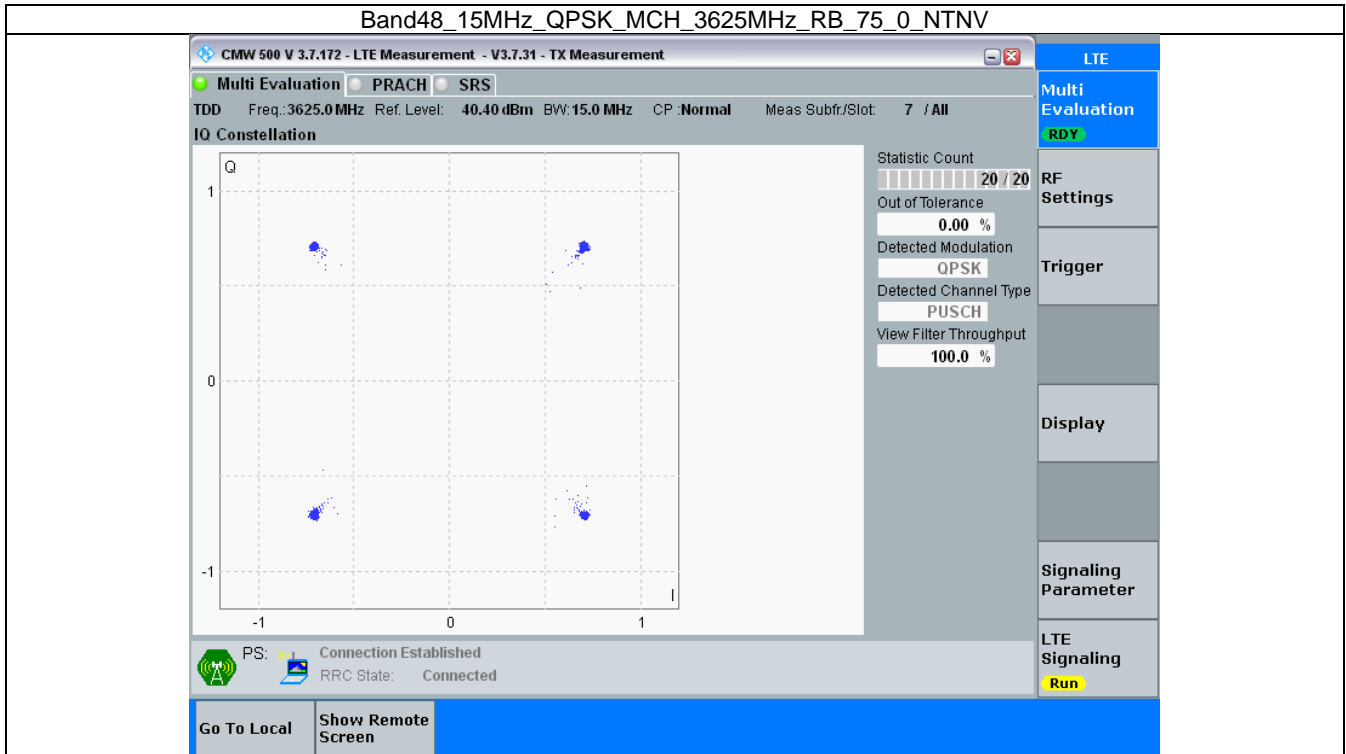 Band48_15MHz_QPSK_MCH_3625MHz_RB_75_0_NTNV
CMW 500 V 3.7.172 - LTE Measurement - V3.7.31 - TX Measurement
LTE
Multi Evaluation PRACH SRS
Multi
Evaluation
RDY
TDD Freq.:3625.0 MHz Ref. Level: 40.40 dBm BW:15.0 MHz CP :Normal Meas Subfr./Slot: 7 / All
IQ Constellation
Q
1
0
-1
-1 0 1
I
Statistic Count
20 / 20
Out of Tolerance
0.00 %
Detected Modulation
QPSK
Detected Channel Type
PUSCH
View Filter Throughput
100.0 %
RF
Settings
Trigger
Display
Signaling
Parameter
LTE
Signaling
Run
PS: Connection Established
RRC State: Connected
Go To Local
Show Remote
Screen